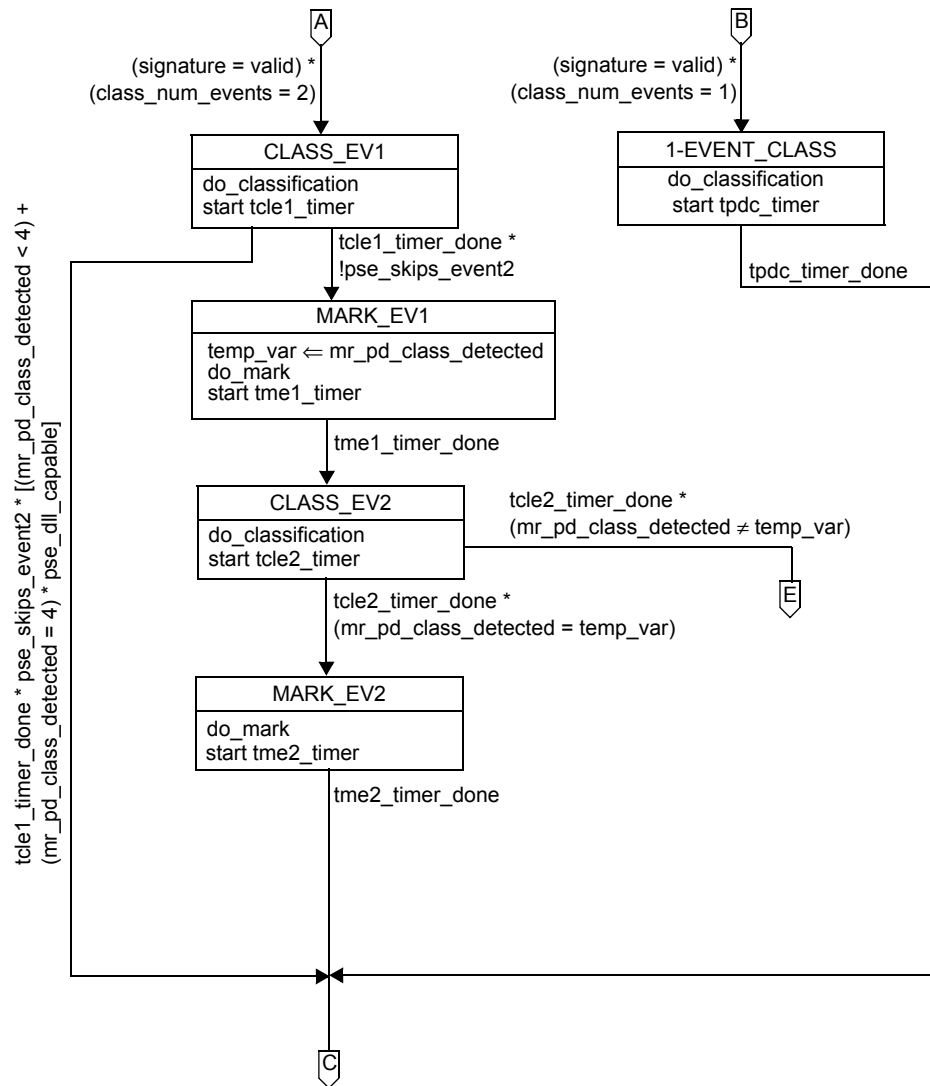 A
(signature = valid) *
(class_num_events = 2)
CLASS_EV1
do_classification
start tcle1_timer
tcle1_timer_done *
!pse_skips_event2
MARK_EV1
temp_var ⇐ mr_pd_class_detected
do_mark
start tme1_timer
tme1_timer_done
CLASS_EV2
do_classification
start tcle2_timer
tcle2_timer_done *
(mr_pd_class_detected ≠ temp_var)
E
tcle2_timer_done *
(mr_pd_class_detected = temp_var)
MARK_EV2
do_mark
start tme2_timer
tme2_timer_done
tcle1_timer_done * pse_skips_event2 * [(mr_pd_class_detected < 4) +
(mr_pd_class_detected = 4) * pse_dll_capable]
B
(signature = valid) *
(class_num_events = 1)
1-EVENT_CLASS
do_classification
start tpdc_timer
tpdc_timer_done
C